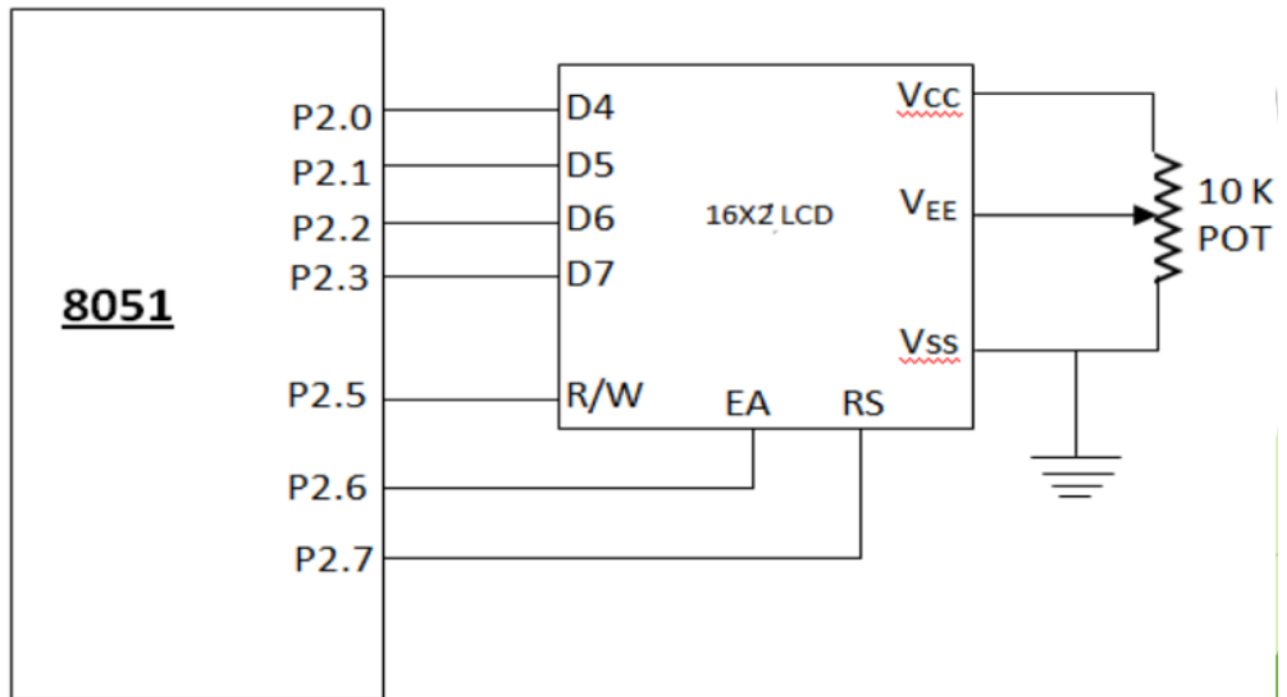 8051
P2.0
P2.1
P2.2
P2.3
P2.5
P2.6
P2.7
D4
D5
D6
D7
R/W
EA
RS
16X2 LCD
Vcc
VEE
Vss
10 K
POT